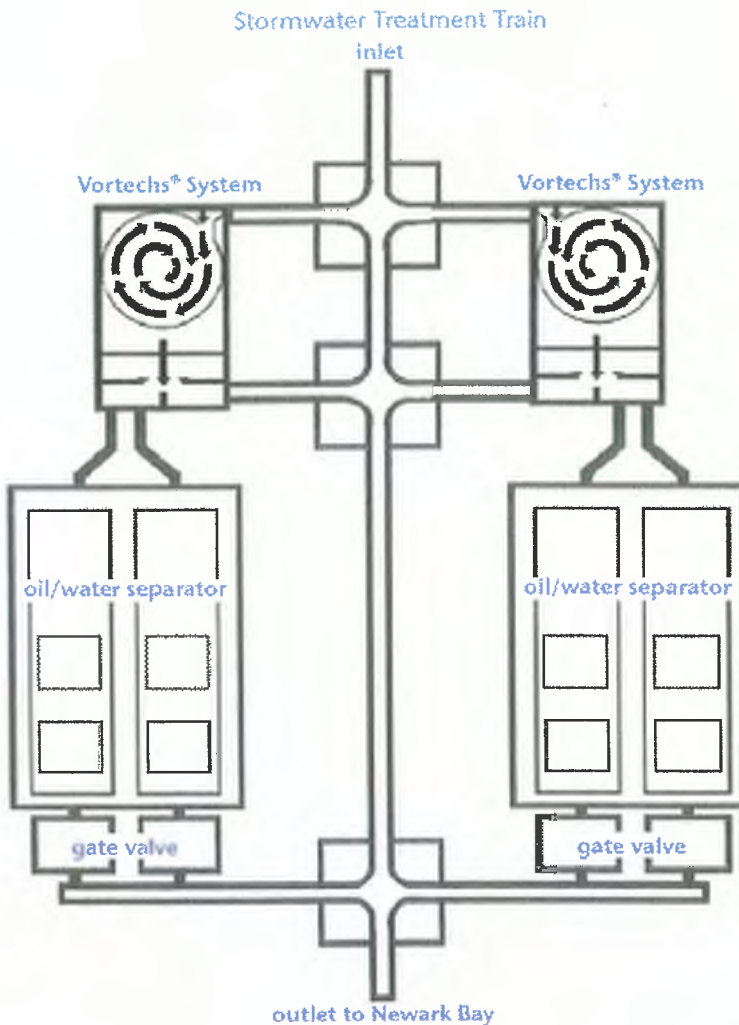 Stormwater Treatment Train
inlet
Vortechs® System
Vortechs® System
oil/water separator
oil/water separator
gate valve
gate valve
outlet to Newark Bay